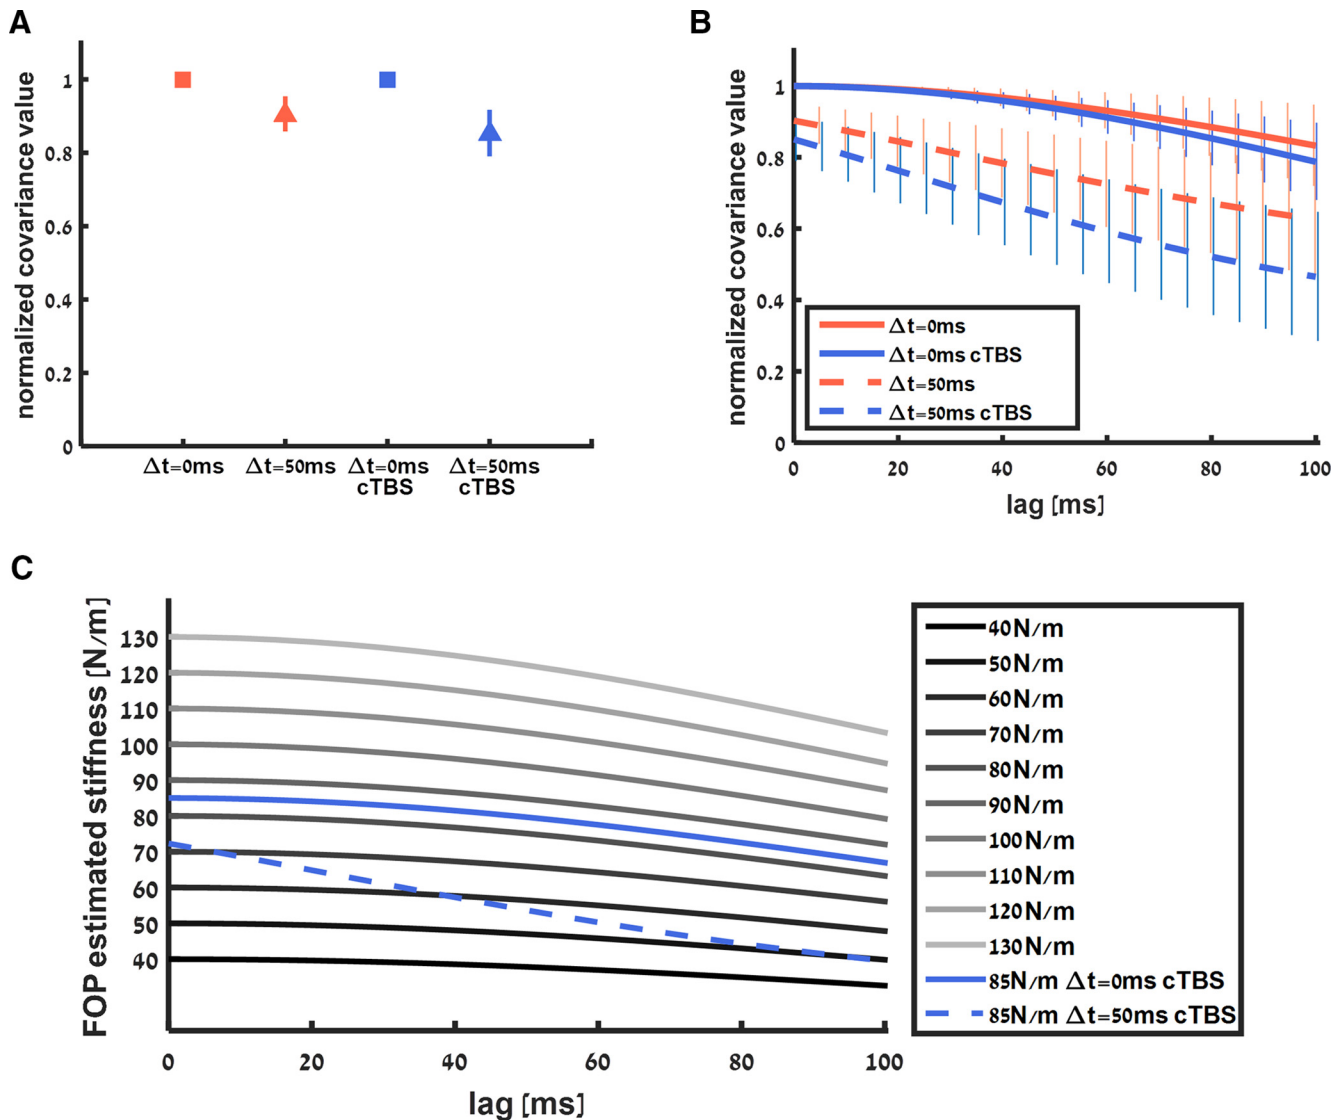 A
normalized covariance value
1
0.8
0.6
0.4
0.2
0
Δt=0ms
Δt=50ms
Δt=0ms
cTBS
Δt=50ms
cTBS
B
normalized covariance value
1
0.8
0.6
0.4
0.2
0
0 20 40 60 80 100
lag [ms]
Δt=0ms
Δt=0ms cTBS
Δt=50ms
Δt=50ms cTBS
C
FOP estimated stiffness [N/m]
130
120
110
100
90
80
70
60
50
40
0 20 40 60 80 100
lag [ms]
40N/m
50N/m
60N/m
70N/m
80N/m
90N/m
100N/m
110N/m
120N/m
130N/m
85N/m Δt=0ms cTBS
85N/m Δt=50ms cTBS